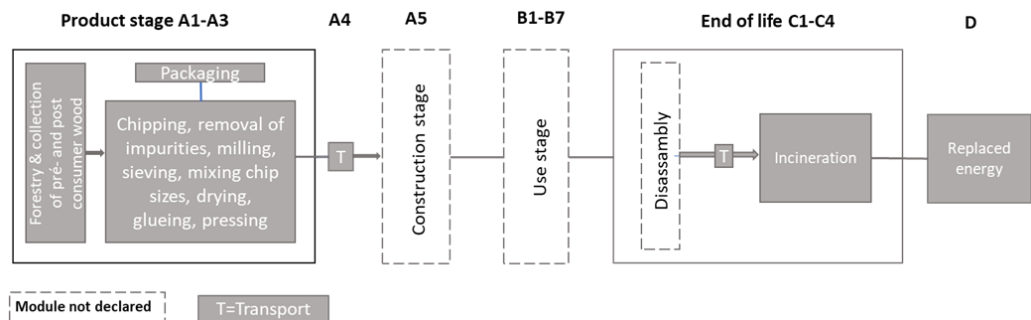 Product stage A1-A3
A4
A5
B1-B7
End of life C1-C4
D
Forestry & collection
of pré- and post
consumer wood
Packaging
Chipping, removal of
impurities, milling,
sieving, mixing chip
sizes, drying,
glueing, pressing
T
Construction stage
Use stage
Disassambly
T
Incineration
Replaced
energy
Module not declared
T=Transport